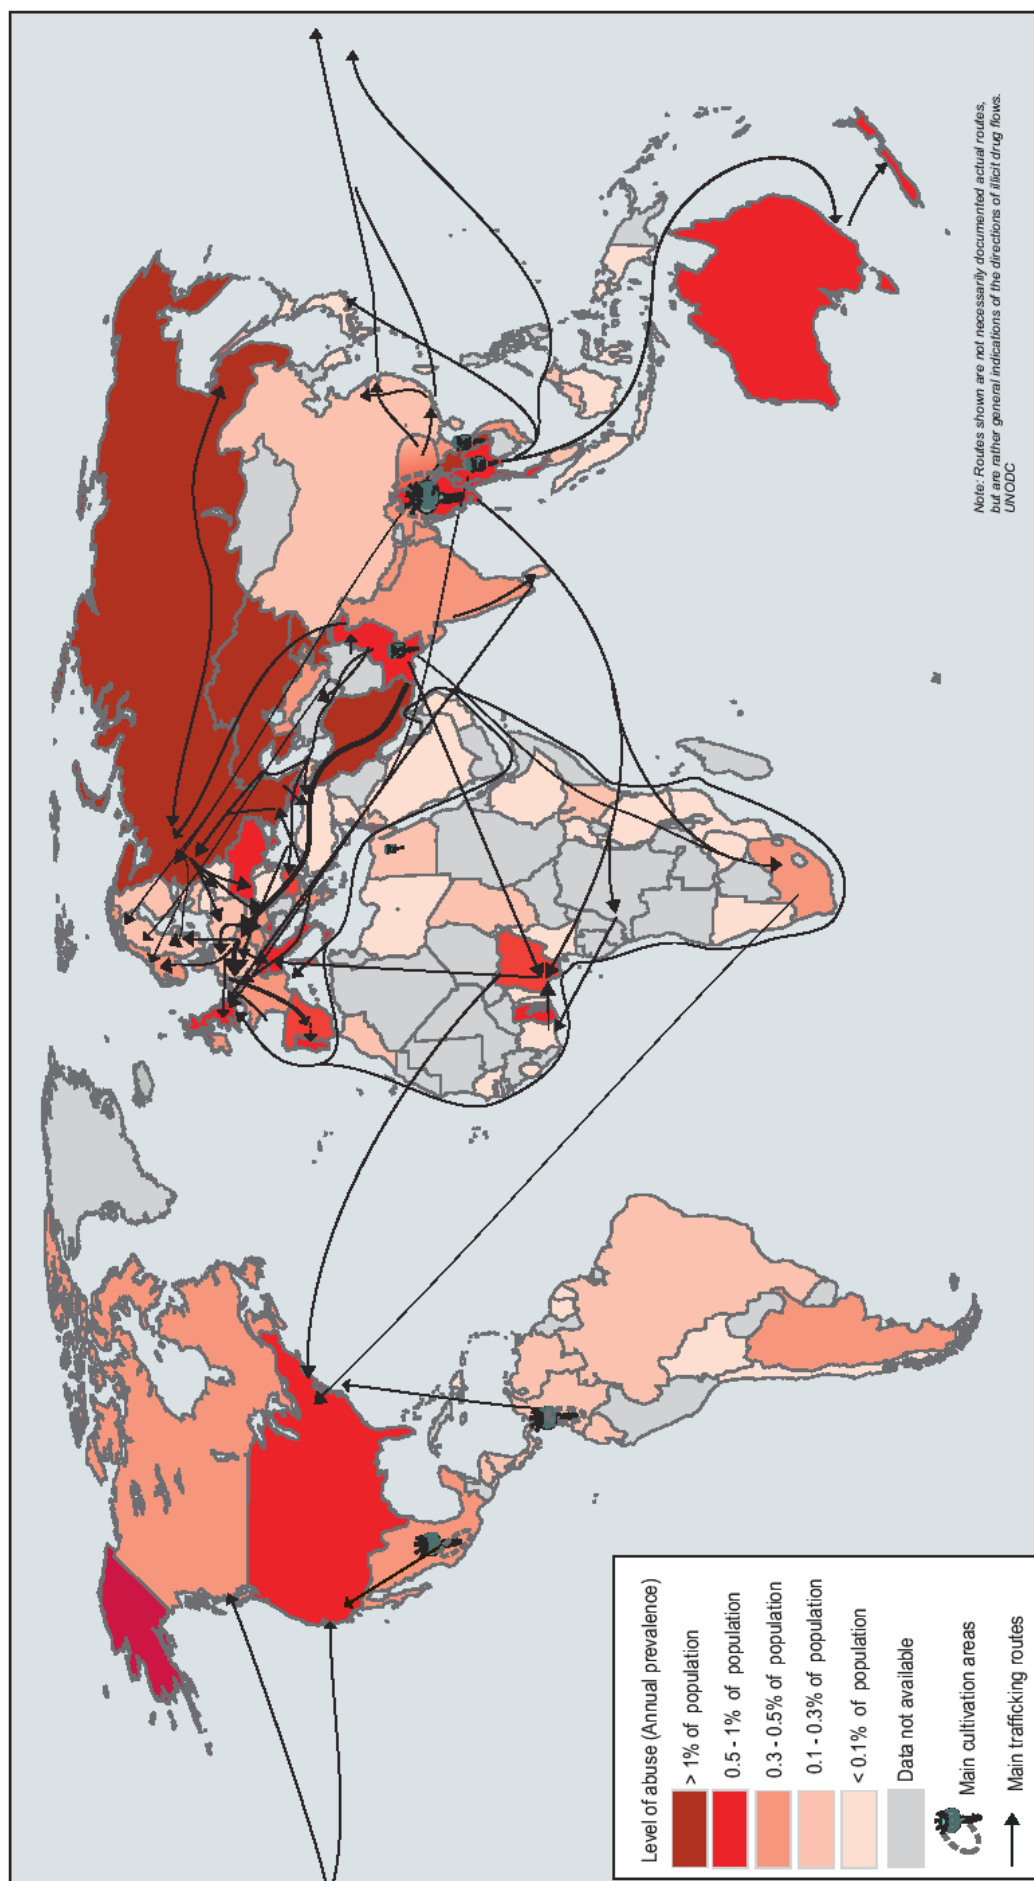 Level of abuse (Annual prevalence)
> 1% of population
0.5 - 1% of population
0.3 - 0.5% of population
0.1 - 0.3% of population
< 0.1% of population
Data not available
Main cultivation areas
Main trafficking routes
Note: Routes shown are not necessarily documented actual routes,
but are rather general indications of the directions of illicit drug flows.
UNODC